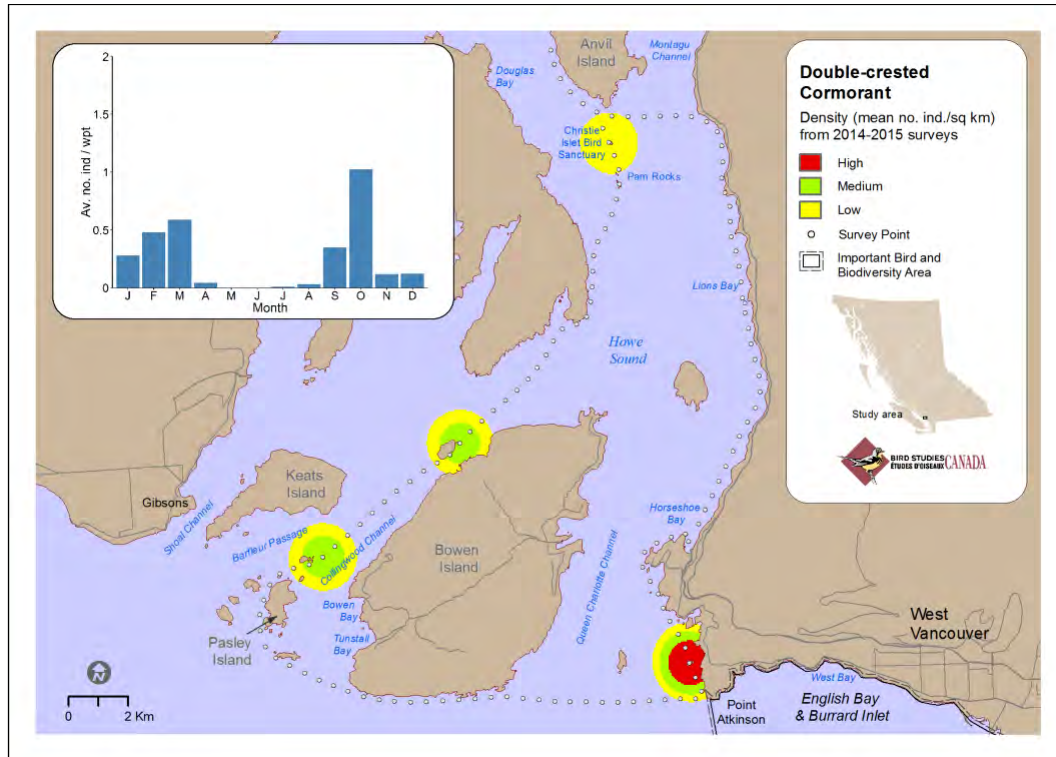 2
1.5
1
0.5
0
Av. no. ind / wpt
J F M A M J J A S O N D
Month
Anvil
Island
Montagu
Channel
Douglas
Bay
Christie
Islet Bird
Sanctuary
Pam Rocks
Lions Bay
Howe
Sound
Keats
Island
Gibsons
Shoal Channel
Barfleur Passage
Collingwood Channel
Bowen
Island
Bowen
Bay
Tunstall
Bay
Pasley
Island
Queen Charlotte Channel
Horseshoe
Bay
West
Vancouver
West Bay
English Bay
& Burrard Inlet
Point
Atkinson
N
0 2 Km
Double-crested
Cormorant
Density (mean no. ind./sq km)
from 2014-2015 surveys
High
Medium
Low
Survey Point
Important Bird and
Biodiversity Area
Study area
BIRD STUDIES
ÉTUDES D'OISEAUX CANADA